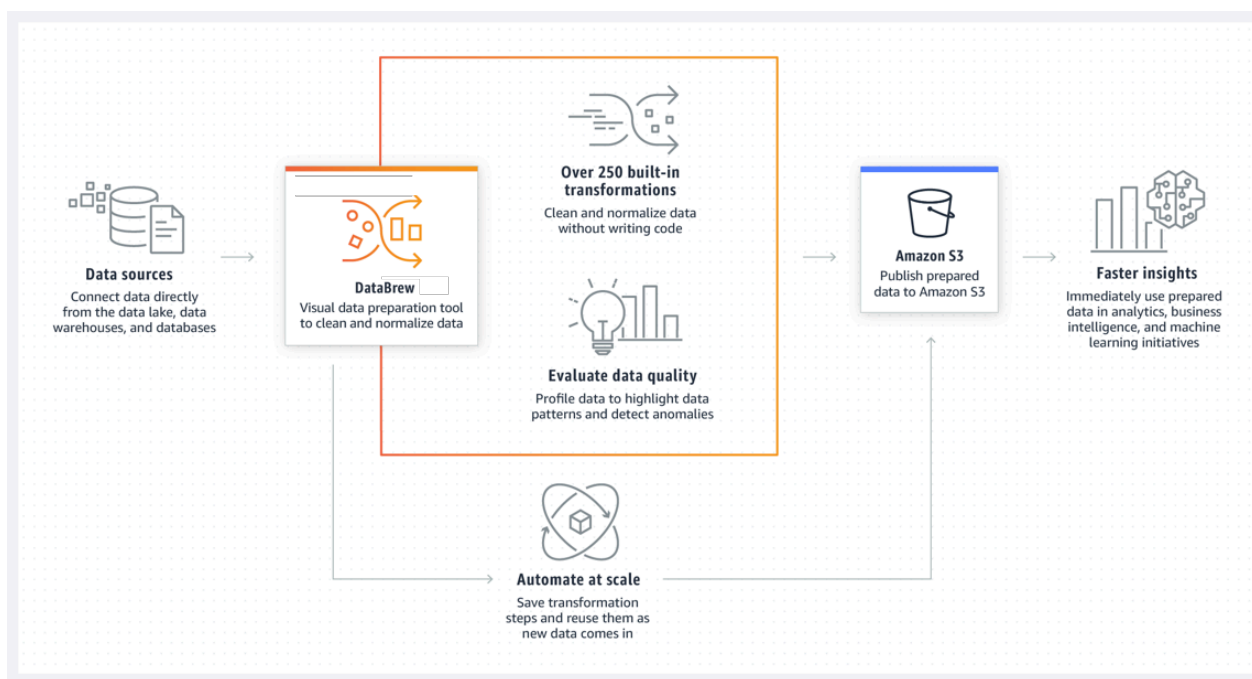 Data sources
Connect data directly
from the data lake, data
warehouses, and databases
DataBrew
Visual data preparation tool
to clean and normalize data
Over 250 built-in
transformations
Clean and normalize data
without writing code
Evaluate data quality
Profile data to highlight data
patterns and detect anomalies
Automate at scale
Save transformation
steps and reuse them as
new data comes in
Amazon S3
Publish prepared
data to Amazon S3
Faster insights
Immediately use prepared
data in analytics, business
intelligence, and machine
learning initiatives